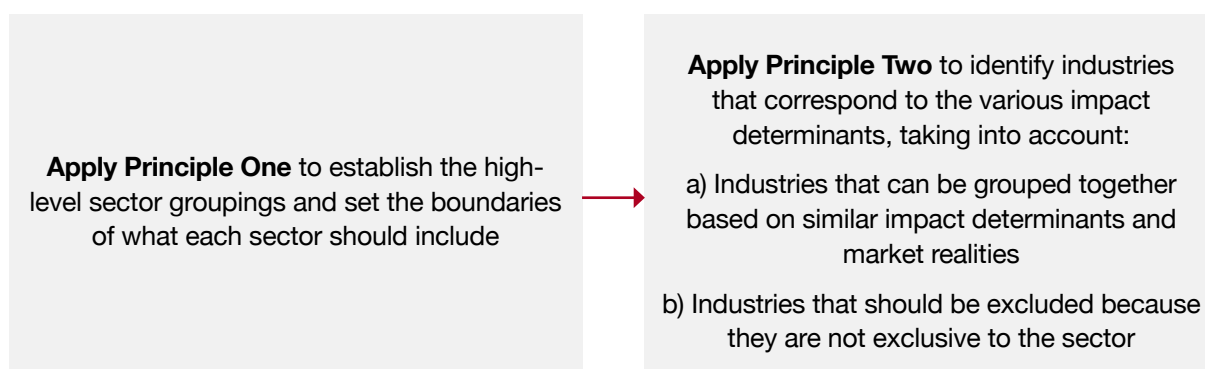 Apply Principle One to establish the high-
level sector groupings and set the boundaries
of what each sector should include
Apply Principle Two to identify industries
that correspond to the various impact
determinants, taking into account:
a) Industries that can be grouped together
based on similar impact determinants and
market realities
b) Industries that should be excluded because
they are not exclusive to the sector